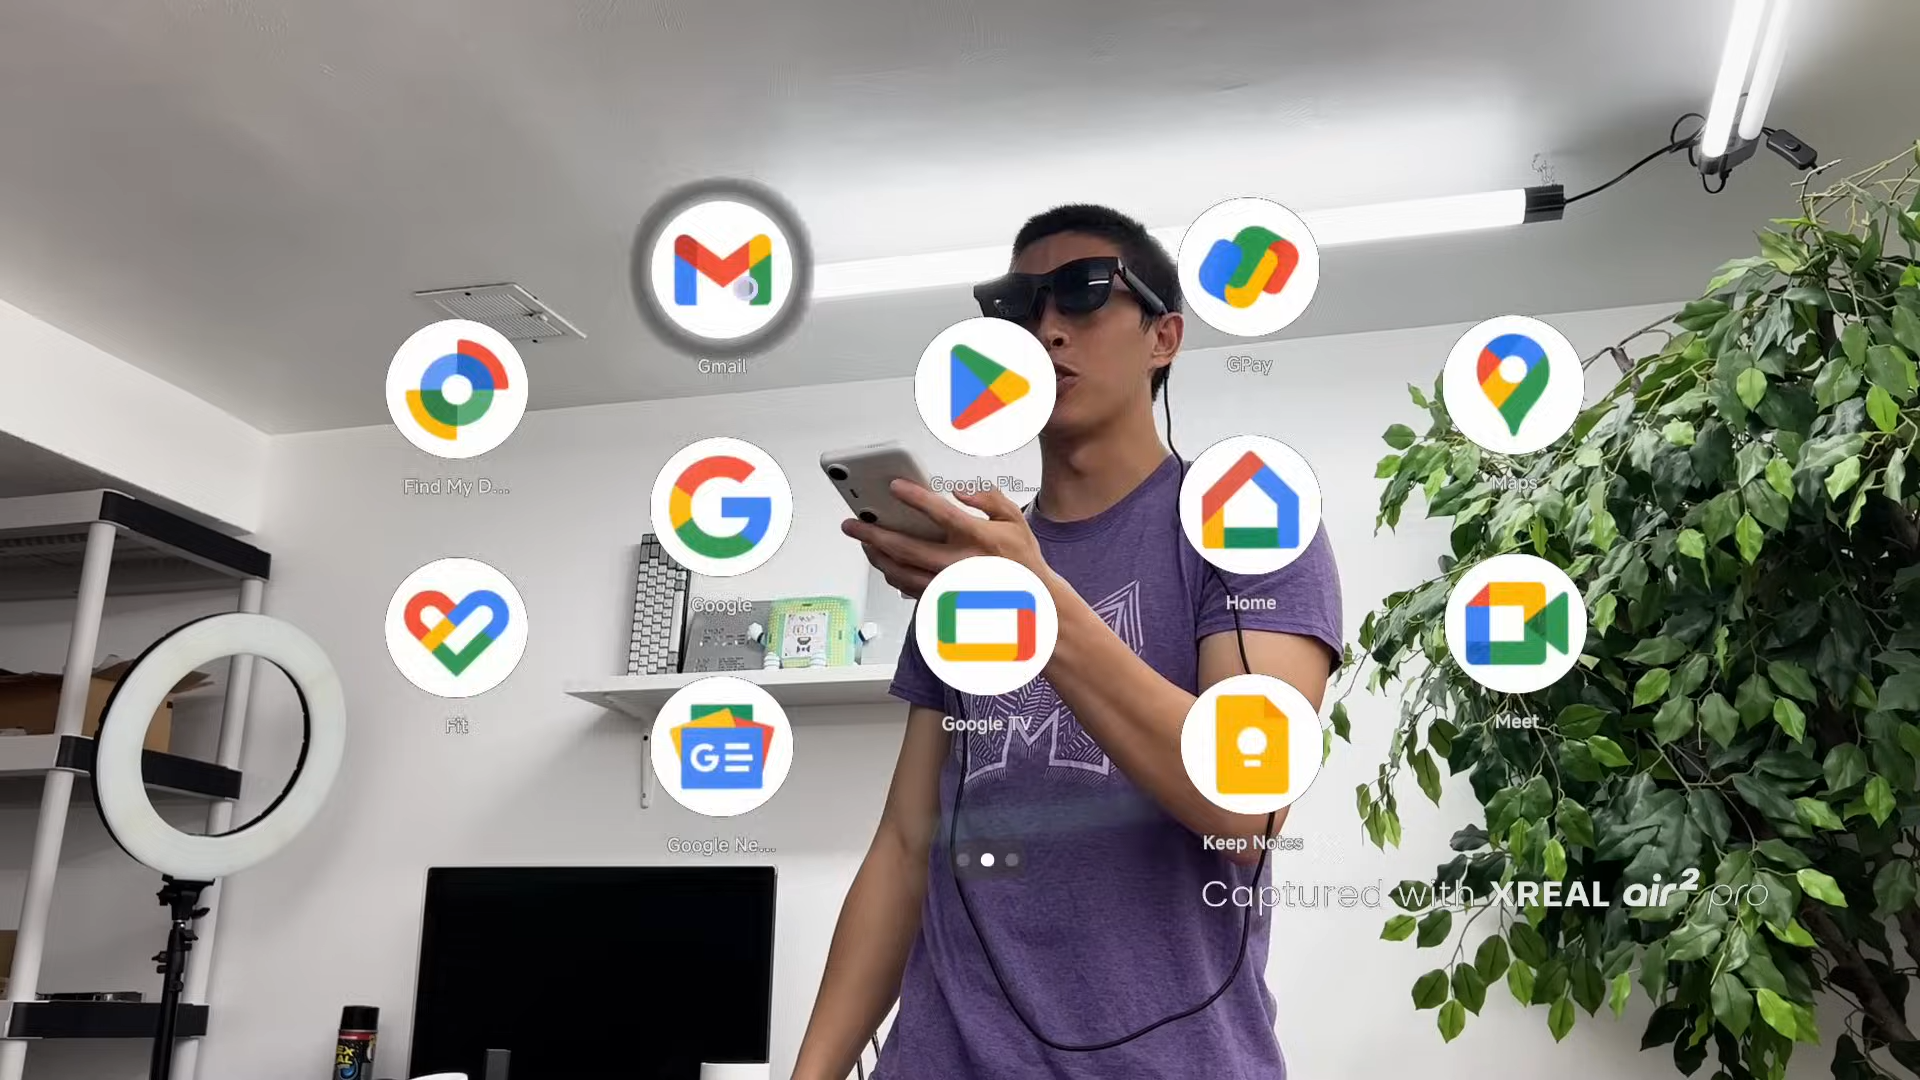 Gmail
GPay
Find My D...
Google Pla...
Maps
Google
Home
Fit
Google TV
Meet
GE
Google Ne...
Keep Notes
Captured with XREAL air² pro